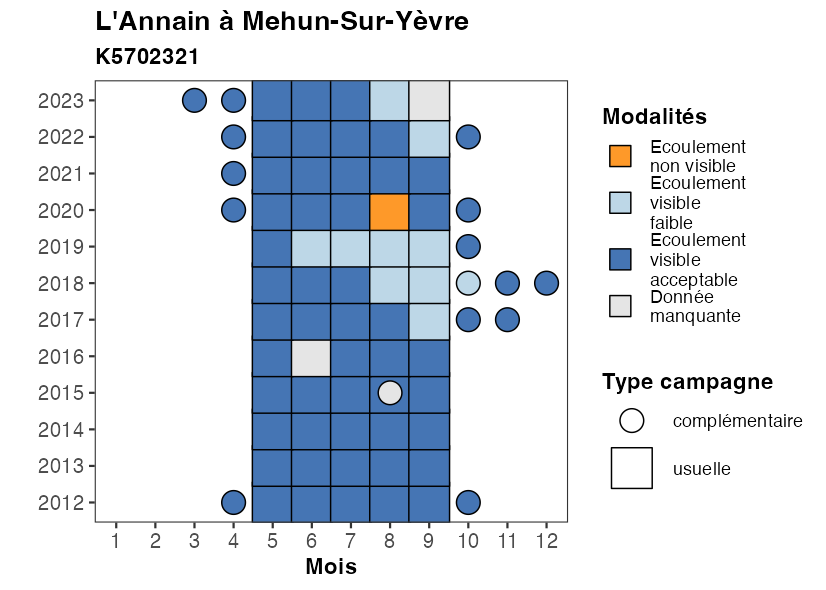 L'Annain à Mehun-Sur-Yèvre
K5702321
2023
2022
2021
2020
2019
2018
2017
2016
2015
2014
2013
2012
1 2 3 4 5 6 7 8 9 10 11 12
Mois
Modalités
Ecoulement
non visible
Ecoulement
visible
faible
Ecoulement
visible
acceptable
Donnée
manquante
Type campagne
complémentaire
usuelle